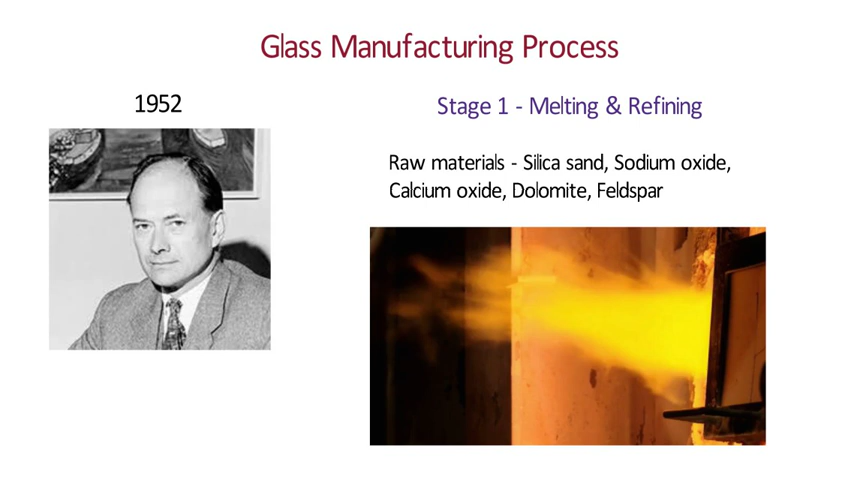 Glass Manufacturing Process
1952
Stage 1 - Melting & Refining
Raw materials - Silica sand, Sodium oxide,
Calcium oxide, Dolomite, Feldspar